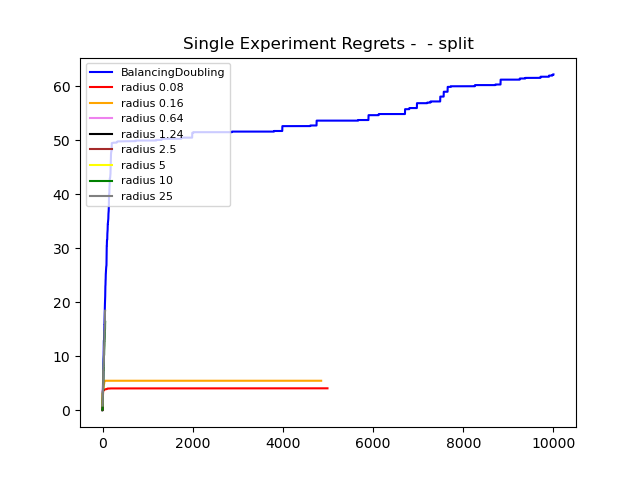 Single Experiment Regrets -  - split
BalancingDoubling
radius 0.08
radius 0.16
radius 0.64
radius 1.24
radius 2.5
radius 5
radius 10
radius 25
60
50
40
30
20
10
0
0 2000 4000 6000 8000 10000